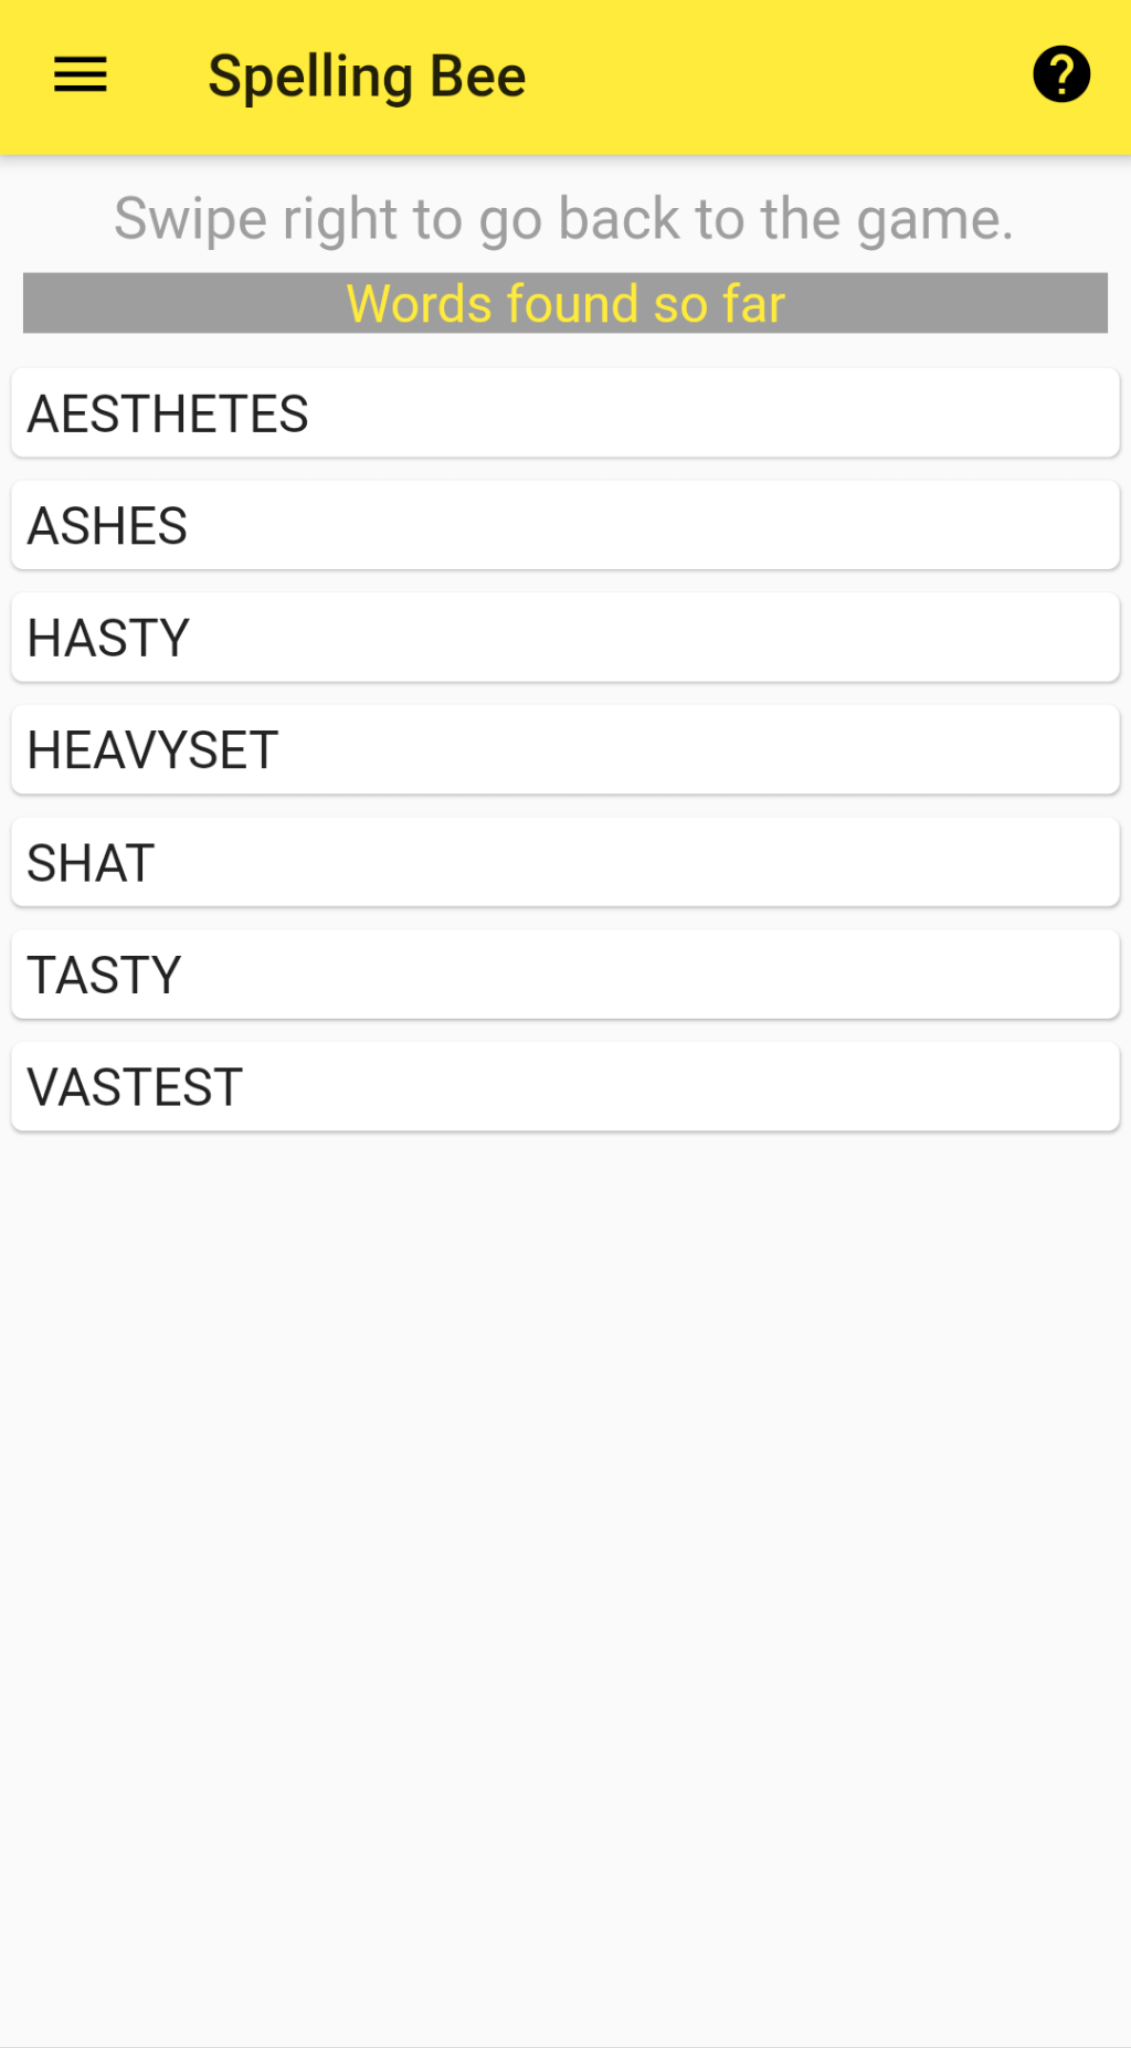 Spelling Bee
Swipe right to go back to the game.
Words found so far
AESTHETES
ASHES
HASTY
HEAVYSET
SHAT
TASTY
VASTEST